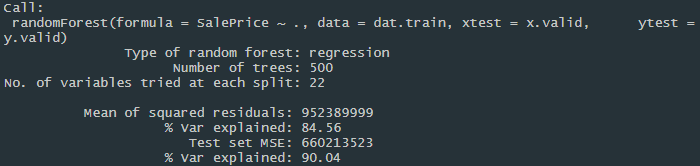 Call:
randomForest(formula = SalePrice ~ ., data = dat.train, xtest = x.valid, ytest =
y.valid)
Type of random forest: regression
Number of trees: 500
No. of variables tried at each split: 22
Mean of squared residuals: 952389999
% Var explained: 84.56
Test set MSE: 660213523
% Var explained: 90.04